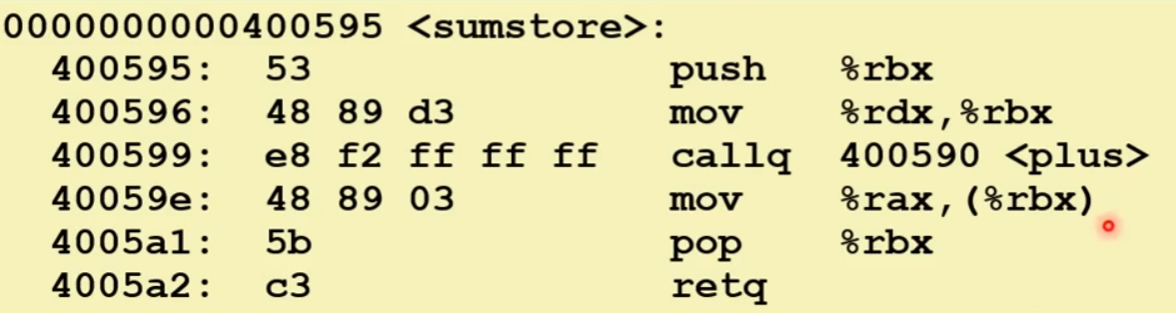 0000000000400595 <sumstore>:
400595: 53 push %rbx
400596: 48 89 d3 mov %rdx,%rbx
400599: e8 f2 ff ff ff callq 400590 <plus>
40059e: 48 89 03 mov %rax,(%rbx)
4005a1: 5b pop %rbx
4005a2: c3 retq